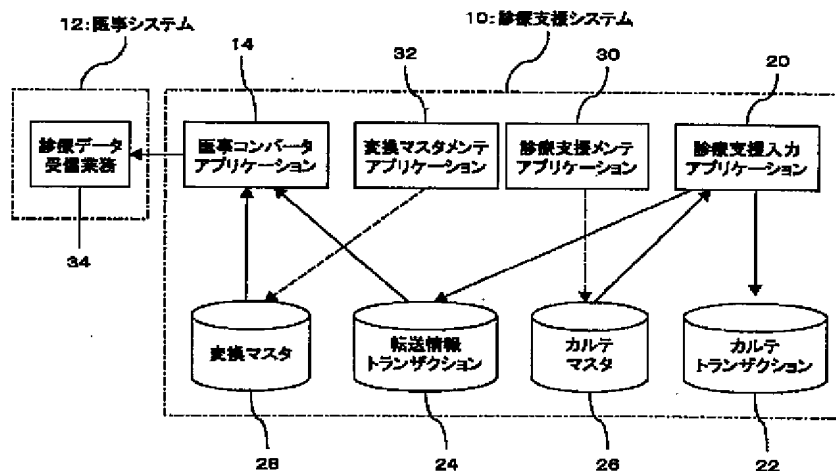 12:医事システム
10:診療支援システム
14
32
30
20
診療データ
受信業務
医事コンバータ
アプリケーション
変換マスタメンテ
アプリケーション
診療支援メンテ
アプリケーション
診療支援入力
アプリケーション
34
変換マスタ
転送情報
トランザクション
カルテ
マスタ
カルテ
トランザクション
28
24
26
22